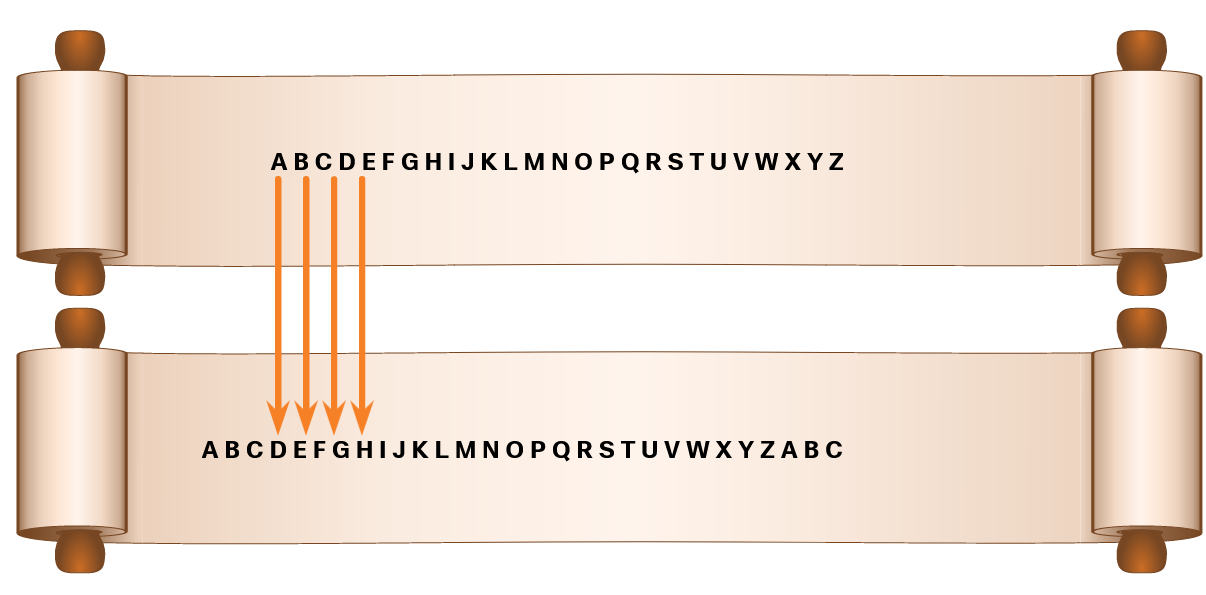 A B C D E F G H I J K L M N O P Q R S T U V W X Y Z
A B C D E F G H I J K L M N O P Q R S T U V W X Y Z A B C